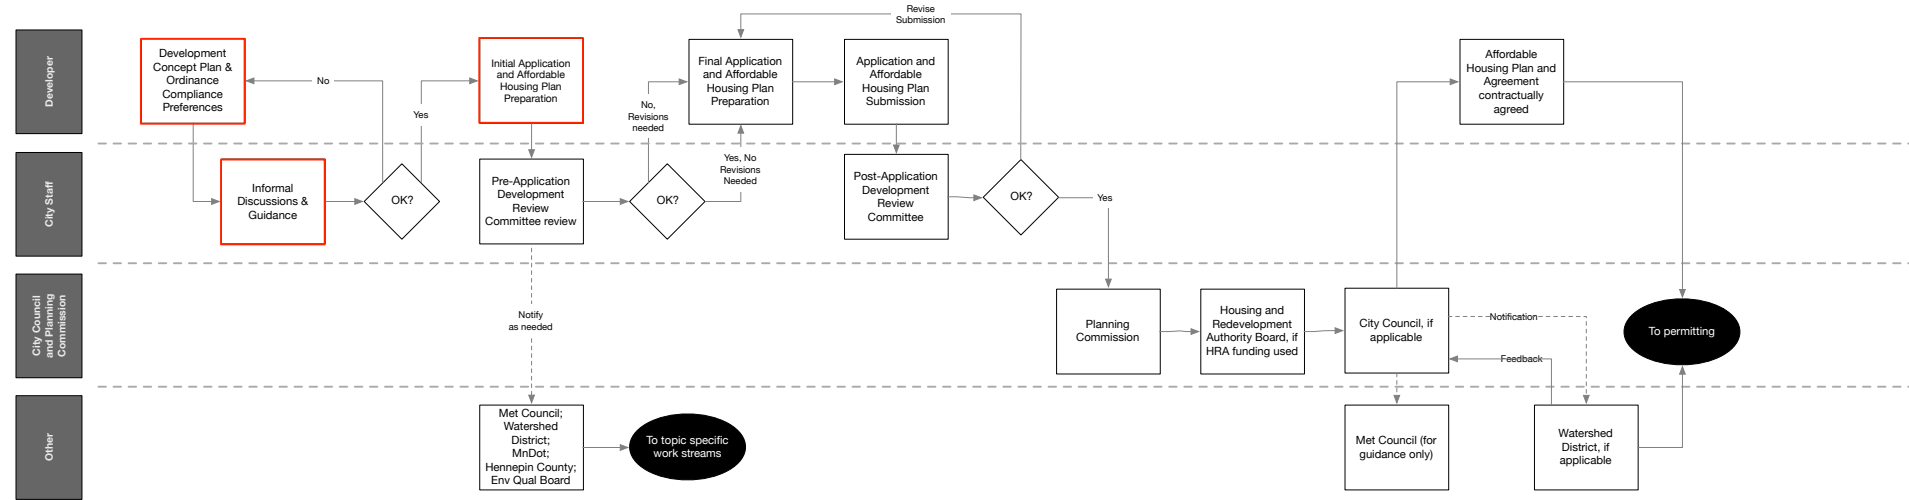 Developer
Development
Concept Plan &
Ordinance
Compliance
Preferences
No
Yes
Initial Application
and Affordable
Housing Plan
Preparation
No,
Revisions
needed
Final Application
and Affordable
Housing Plan
Preparation
Revise
Submission
Application and
Affordable
Housing Plan
Submission
Affordable
Housing Plan and
Agreement
contractually
agreed
City Staff
Informal
Discussions &
Guidance
OK?
Pre-Application
Development
Review
Committee review
OK?
Yes, No
Revisions
Needed
Post-Application
Development
Review
Committee
OK?
Yes
City Council
and Planning
Commission
Notify
as needed
Planning
Commission
Housing and
Redevelopment
Authority Board, if
HRA funding used
City Council, if
applicable
Notification
Feedback
To permitting
Other
Met Council;
Watershed
District;
MnDot;
Hennepin County;
Env Qual Board
To topic specific
work streams
Met Council (for
guidance only)
Watershed
District, if
applicable